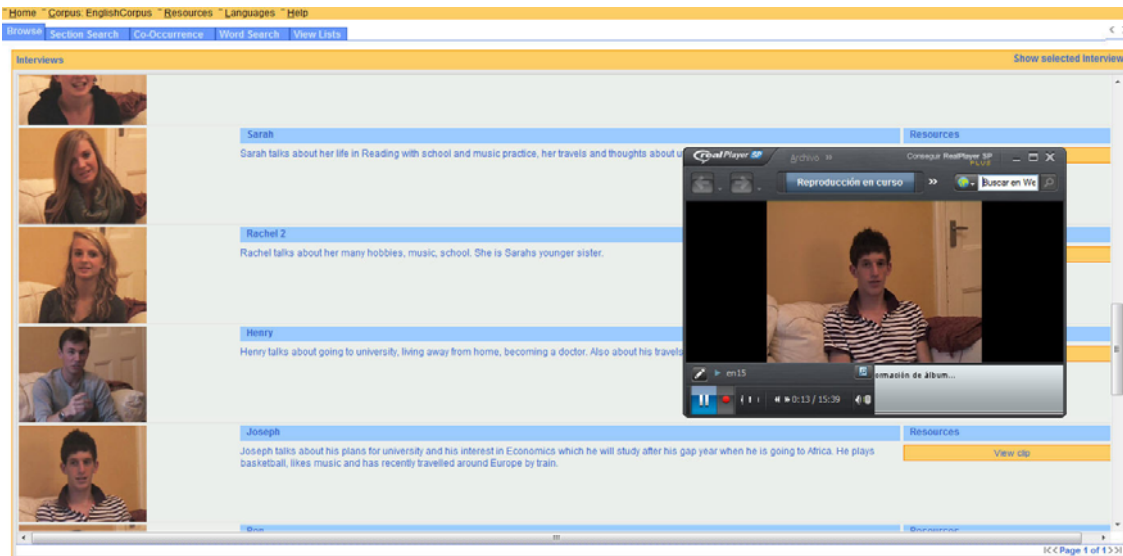 Home Corpus: EnglishCorpus Resources Languages Help
Browse Section Search Co-Occurrence Word Search View Lists
Interviews Show selected Interview
Sarah Resources
Sarah talks about her life in Reading with school and music practice, her travels and thoughts about u
Rachel 2
Rachel talks about her many hobbies, music, school. She is Sarahs younger sister.
Henry
Henry talks about going to university, living away from home, becoming a doctor. Also about his travels
Joseph Resources
Joseph talks about his plans for university and his interest in Economics which he will study after his gap year when he is going to Africa. He plays
basketball, likes music and has recently travelled around Europe by train.
View clip
Page 1 of 1
real Player SP Archivo Consegue RealPlayer SP
PLUS
Reproducción en curso Buscar en We
en15 ormación de álbum...
0:13 / 15:39